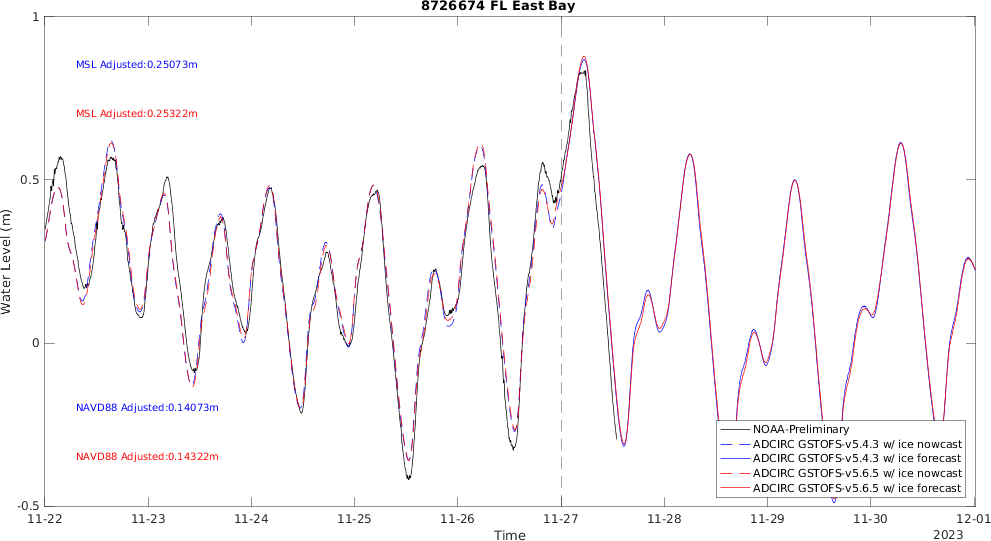 8726674 FL East Bay
1
MSL Adjusted:0.25073m
MSL Adjusted:0.25322m
0.5
Water Level (m)
0
NAVD88 Adjusted:0.14073m
NAVD88 Adjusted:0.14322m
NOAA-Preliminary
ADCIRC GSTOFS-v5.4.3 w/ ice nowcast
ADCIRC GSTOFS-v5.4.3 w/ ice forecast
ADCIRC GSTOFS-v5.6.5 w/ ice nowcast
ADCIRC GSTOFS-v5.6.5 w/ ice forecast
-0.5
11-22 11-23 11-24 11-25 11-26 11-27 11-28 11-29 11-30 12-01
Time
2023